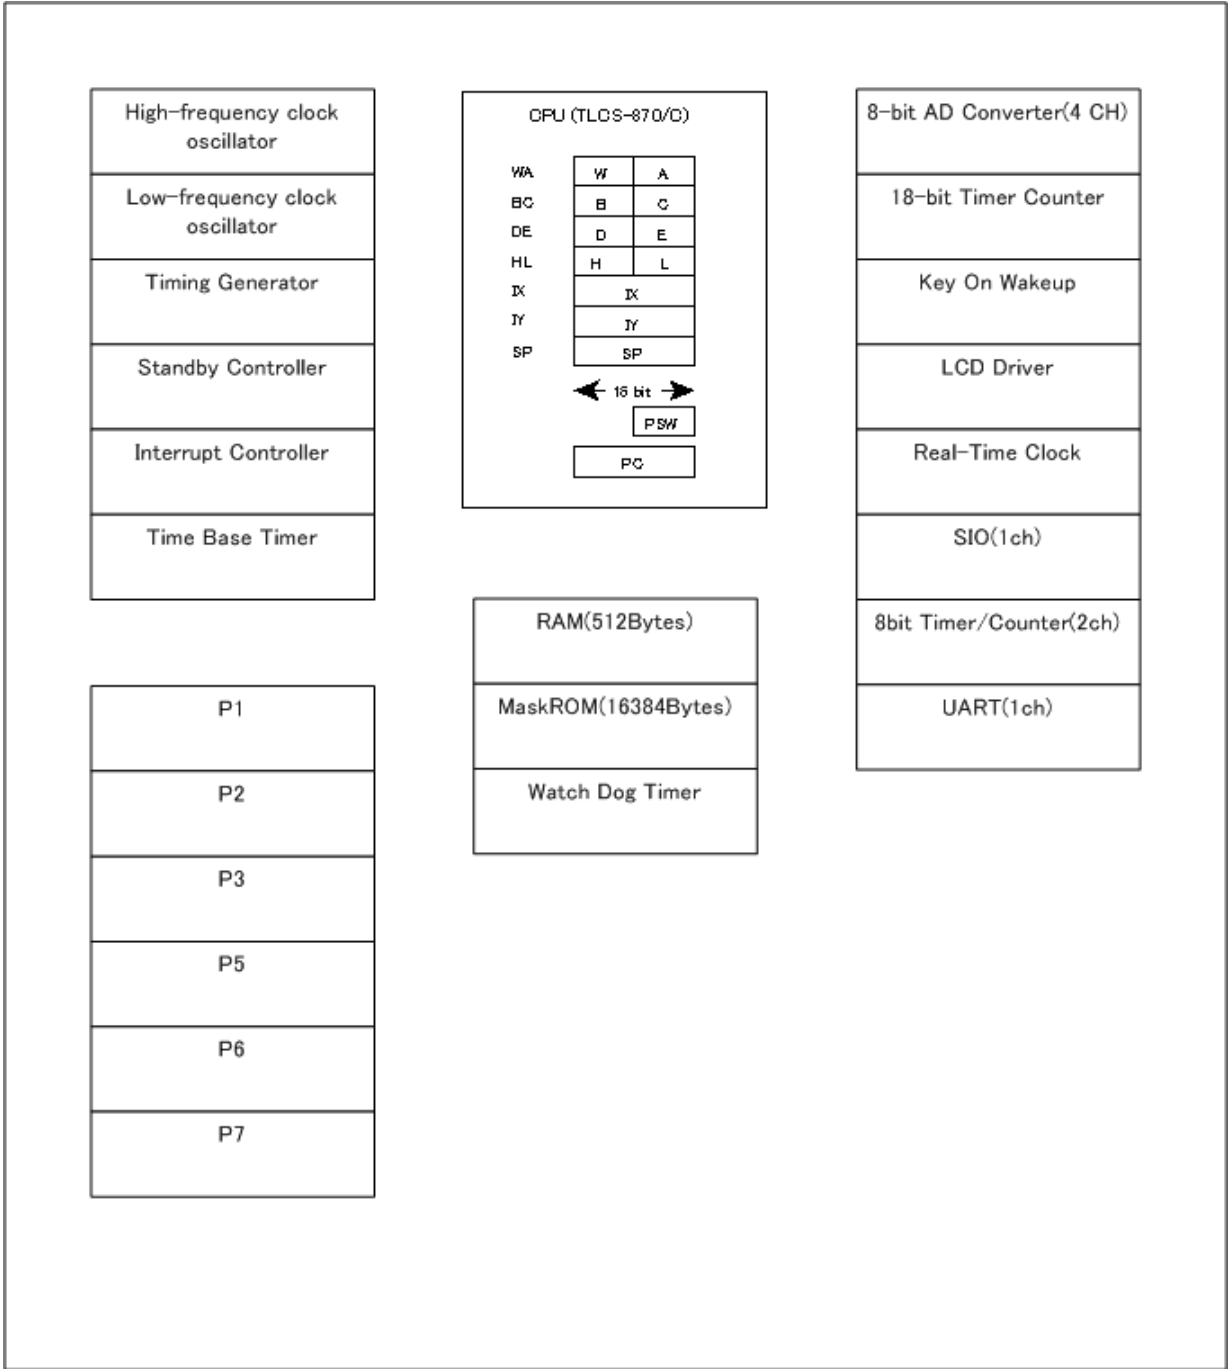 High-frequency clock
oscillator
Low-frequency clock
oscillator
Timing Generator
Standby Controller
Interrupt Controller
Time Base Timer
P1
P2
P3
P5
P6
P7
CPU (TLCS-870/C)
WA W A
BC B C
DE D E
HL H L
IX IX
IY IY
SP SP
16 bit
PSW
PC
RAM(512Bytes)
MaskROM(16384Bytes)
Watch Dog Timer
8-bit AD Converter(4 CH)
18-bit Timer Counter
Key On Wakeup
LCD Driver
Real-Time Clock
SIO(1ch)
8bit Timer/Counter(2ch)
UART(1ch)